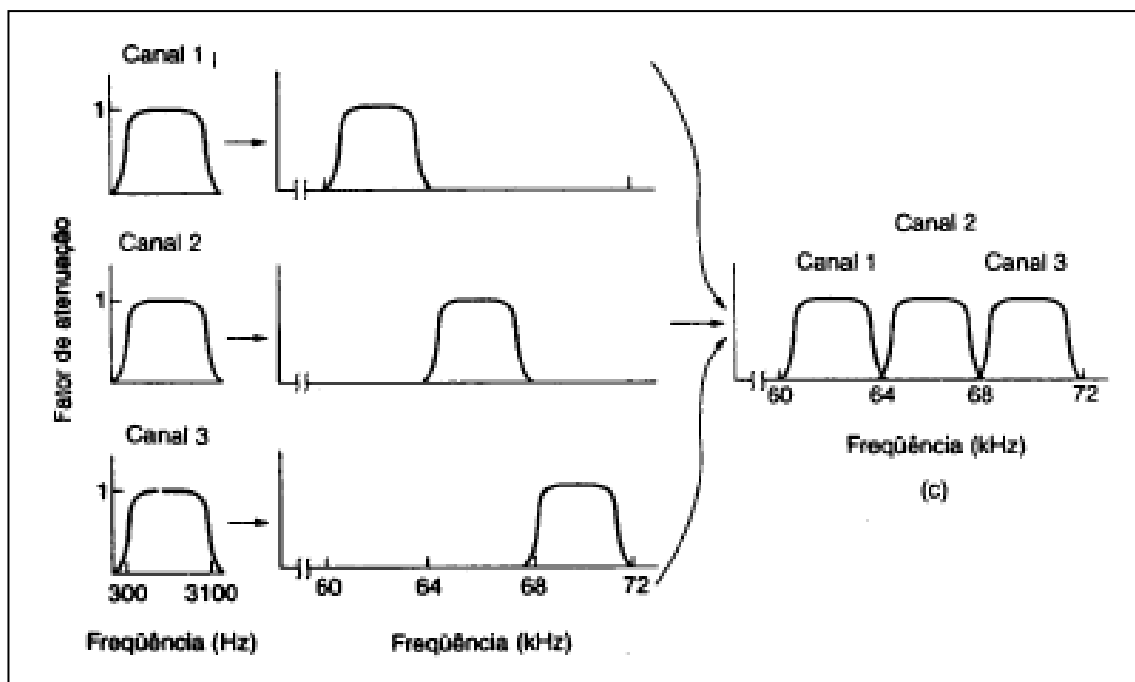 Canal 1
1
Canal 2
1
Canal 3
1
300 3100
Freqüência (Hz)
Fator de atenuação
60 64 68 72
Freqüência (kHz)
Canal 2
Canal 1 Canal 3
60 64 68 72
Freqüência (kHz)
(c)